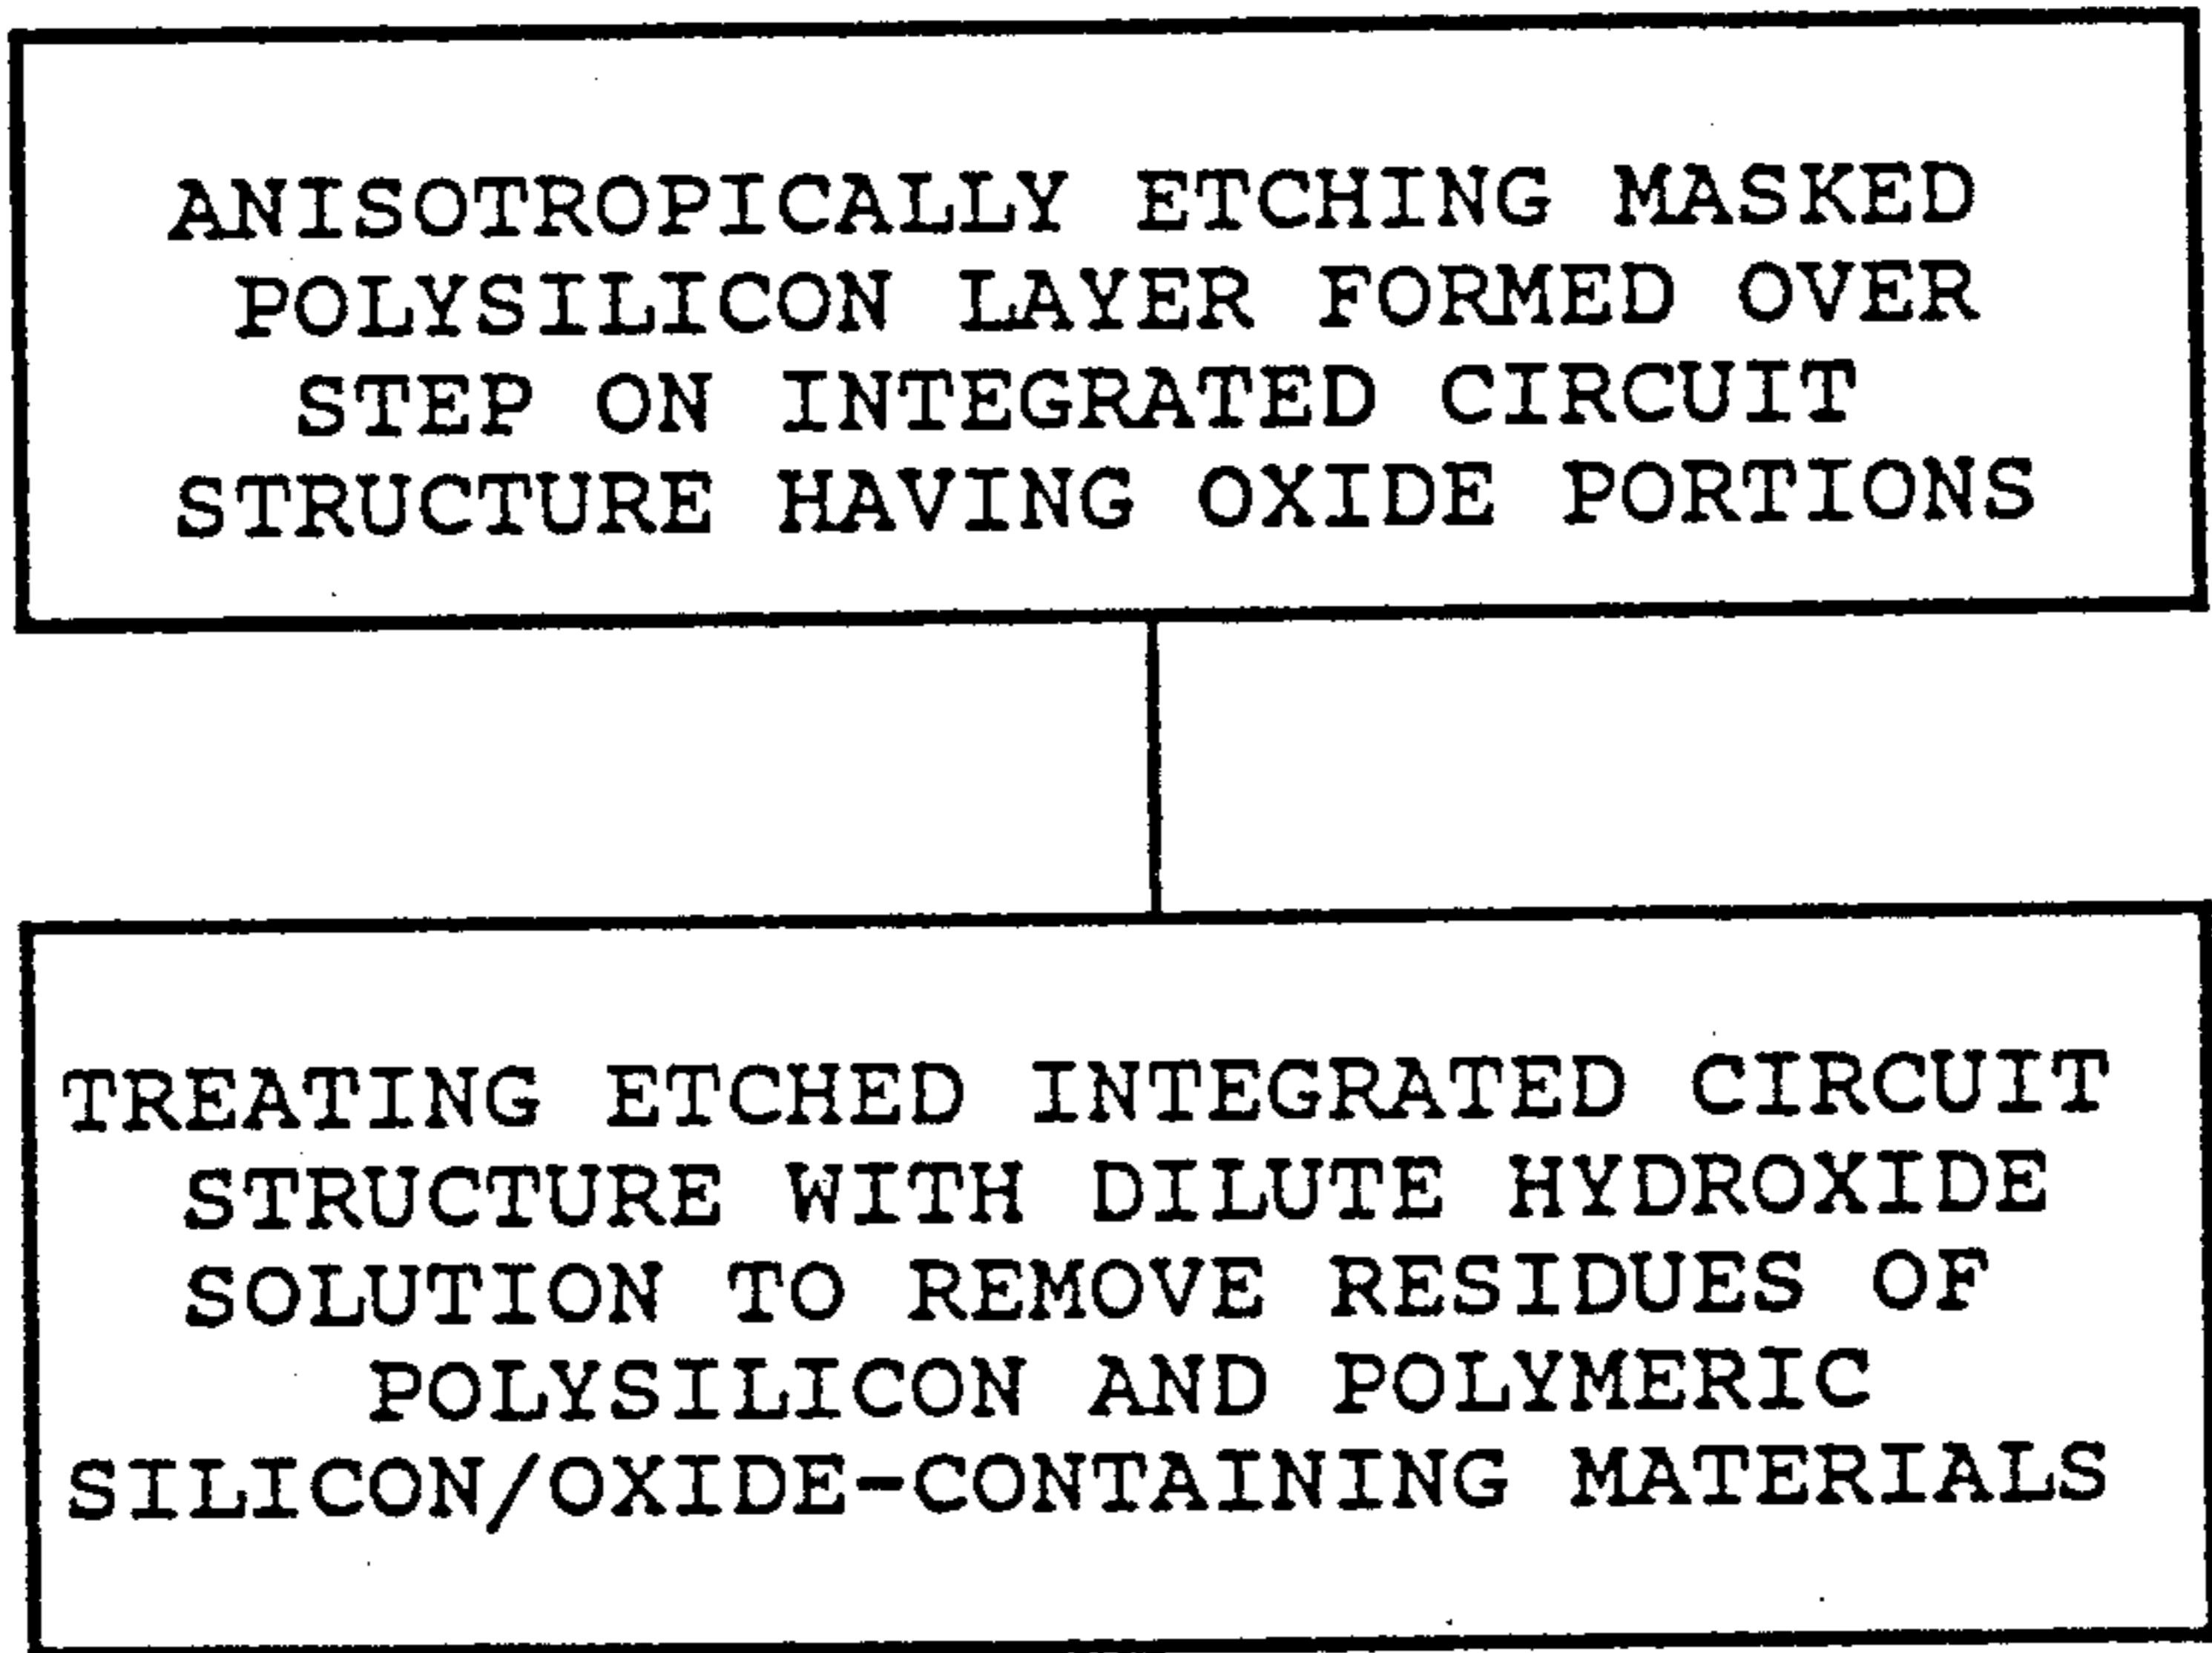 ANISOTROPICALLY ETCHING MASKED
POLYSILICON LAYER FORMED OVER
STEP ON INTEGRATED CIRCUIT
STRUCTURE HAVING OXIDE PORTIONS
TREATING ETCHED INTEGRATED CIRCUIT
STRUCTURE WITH DILUTE HYDROXIDE
SOLUTION TO REMOVE RESIDUES OF
POLYSILICON AND POLYMERIC
SILICON/OXIDE-CONTAINING MATERIALS